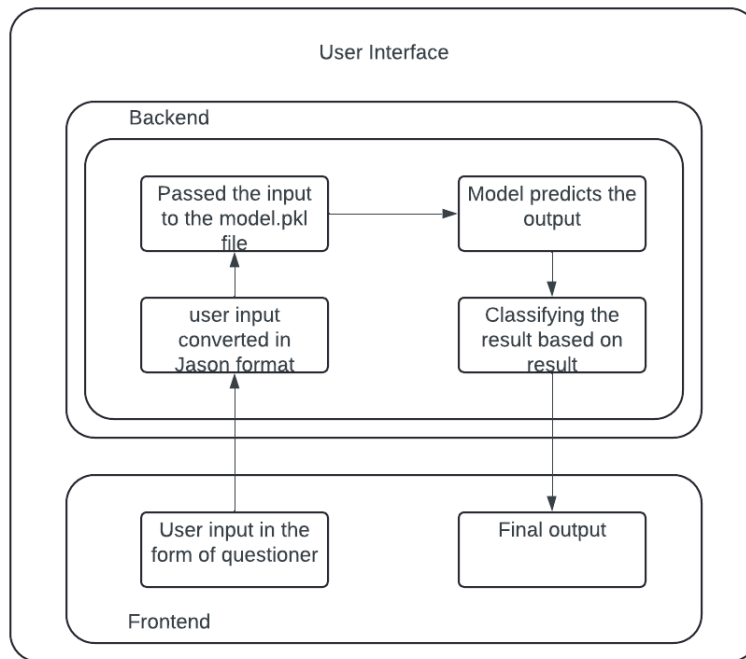 User Interface
Backend
Passed the input
to the model.pkl
file
Model predicts the
output
user input
converted in
Jason format
Classifying the
result based on
result
User input in the
form of questioner
Final output
Frontend